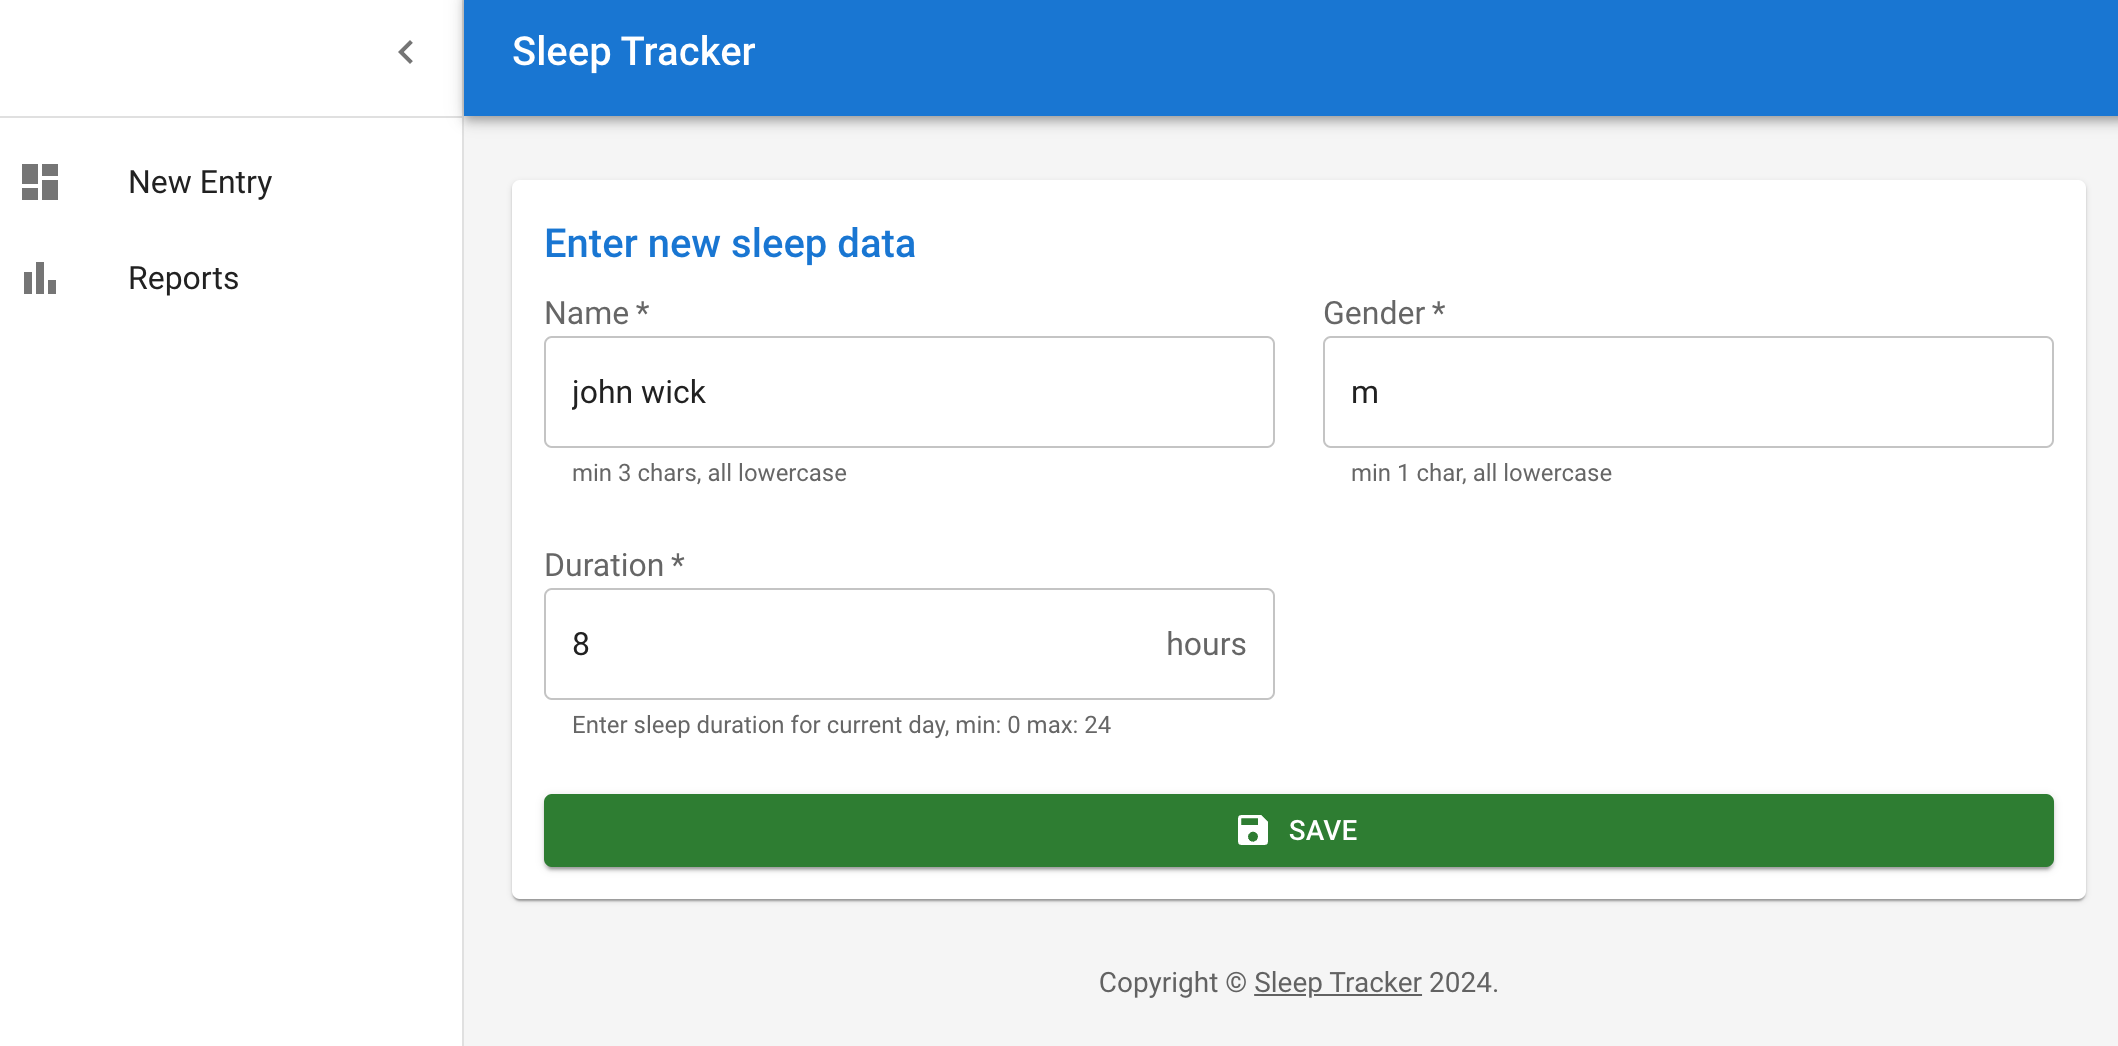 Sleep Tracker
New Entry
Reports
Enter new sleep data
Name *
john wick
min 3 chars, all lowercase
Gender *
m
min 1 char, all lowercase
Duration *
8 hours
Enter sleep duration for current day, min: 0 max: 24
SAVE
Copyright © Sleep Tracker 2024.